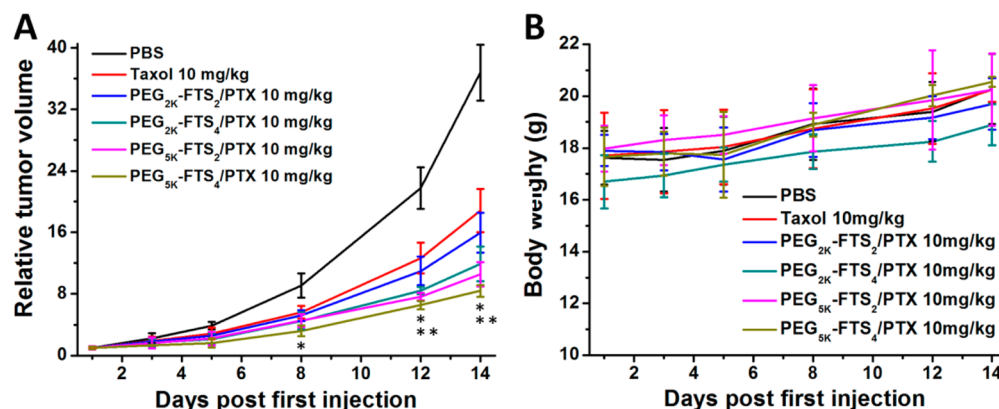 A
Relative tumor volume
40
32
24
16
8
0
PBS
Taxol 10 mg/kg
PEG2K-FTS2/PTX 10 mg/kg
PEG2K-FTS4/PTX 10 mg/kg
PEG5K-FTS2/PTX 10 mg/kg
PEG5K-FTS4/PTX 10 mg/kg
*
*
**
*
**
2 4 6 8 10 12 14
Days post first injection
B
Body weighy (g)
22
20
18
16
14
12
10
PBS
Taxol 10mg/kg
PEG2K-FTS2/PTX 10mg/kg
PEG2K-FTS4/PTX 10mg/kg
PEG5K-FTS2/PTX 10mg/kg
PEG5K-FTS4/PTX 10mg/kg
2 4 6 8 10 12 14
Days post first injection